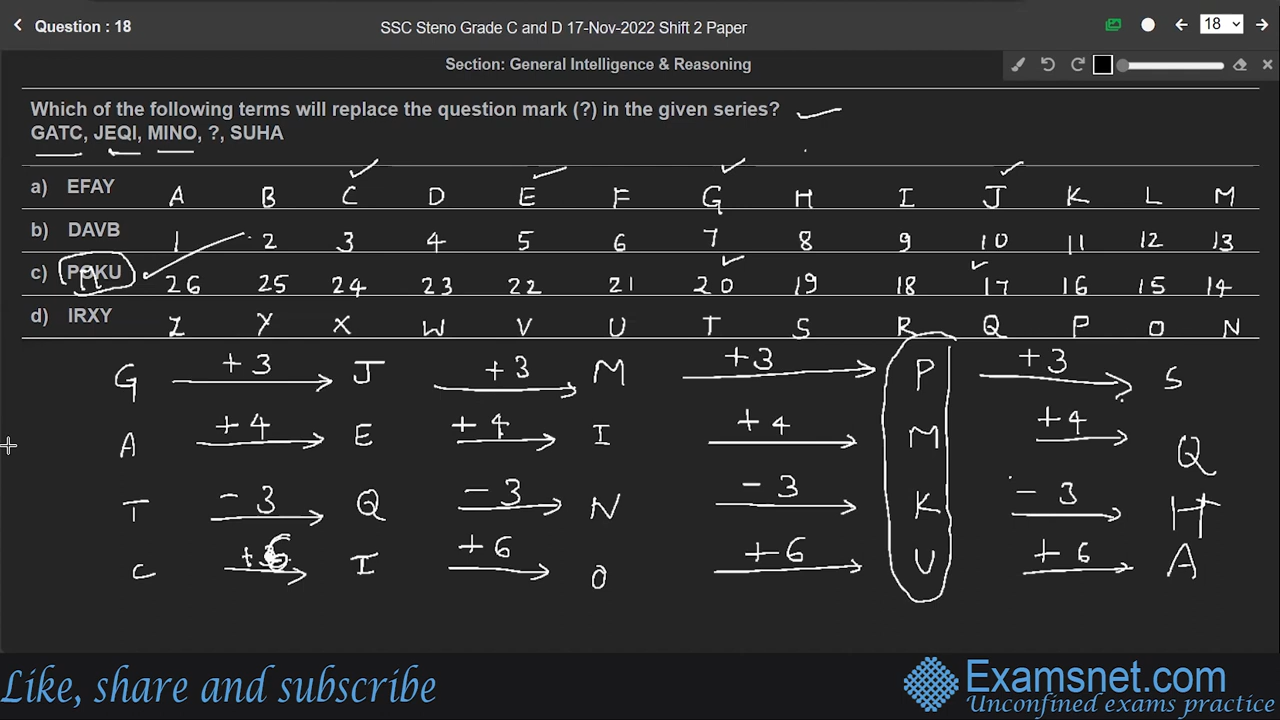 Question : 18
SSC Steno Grade C and D 17-Nov-2022 Shift 2 Paper
18
Section: General Intelligence & Reasoning
Which of the following terms will replace the question mark (?) in the given series?
GATC, JEQI, MINO, ?, SUHA
a) EFAY
A B C D E F G H I J K L M
b) DAVB
1 2 3 4 5 6 7 8 9 10 11 12 13
c)
26 25 24 23 22 21 20 19 18 17 16 15 14
d) IRXY
Z Y X W V U T S R Q P O N
G +3 J +3 M +3 P +3 S
A +4 E +4 I +4 M +4 Q
T -3 Q -3 N -3 K -3 H
C +6 I +6 O +6 U +6 A
Like, share and subscribe
Examsnet.com
Unconfined exams practice